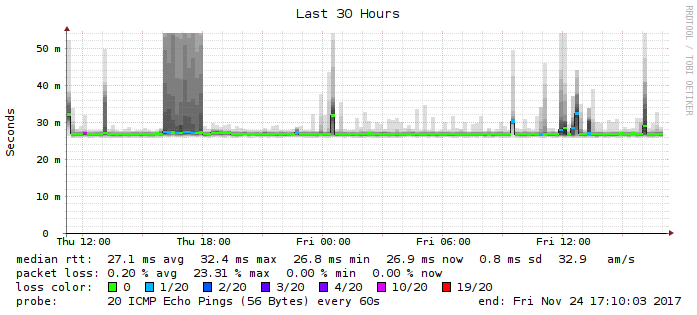 Last 30 Hours
RRDTOOL / TOBI OETIKER
Seconds
50 m
40 m
30 m
20 m
10 m
0
Thu 12:00 Thu 18:00 Fri 00:00 Fri 06:00 Fri 12:00
median rtt: 27.1 ms avg 32.4 ms max 26.8 ms min 26.9 ms now 0.8 ms sd 32.9 am/s
packet loss: 0.20 % avg 23.31 % max 0.00 % min 0.00 % now
loss color: 0 1/20 2/20 3/20 4/20 10/20 19/20
probe: 20 ICMP Echo Pings (56 Bytes) every 60s end: Fri Nov 24 17:10:03 2017